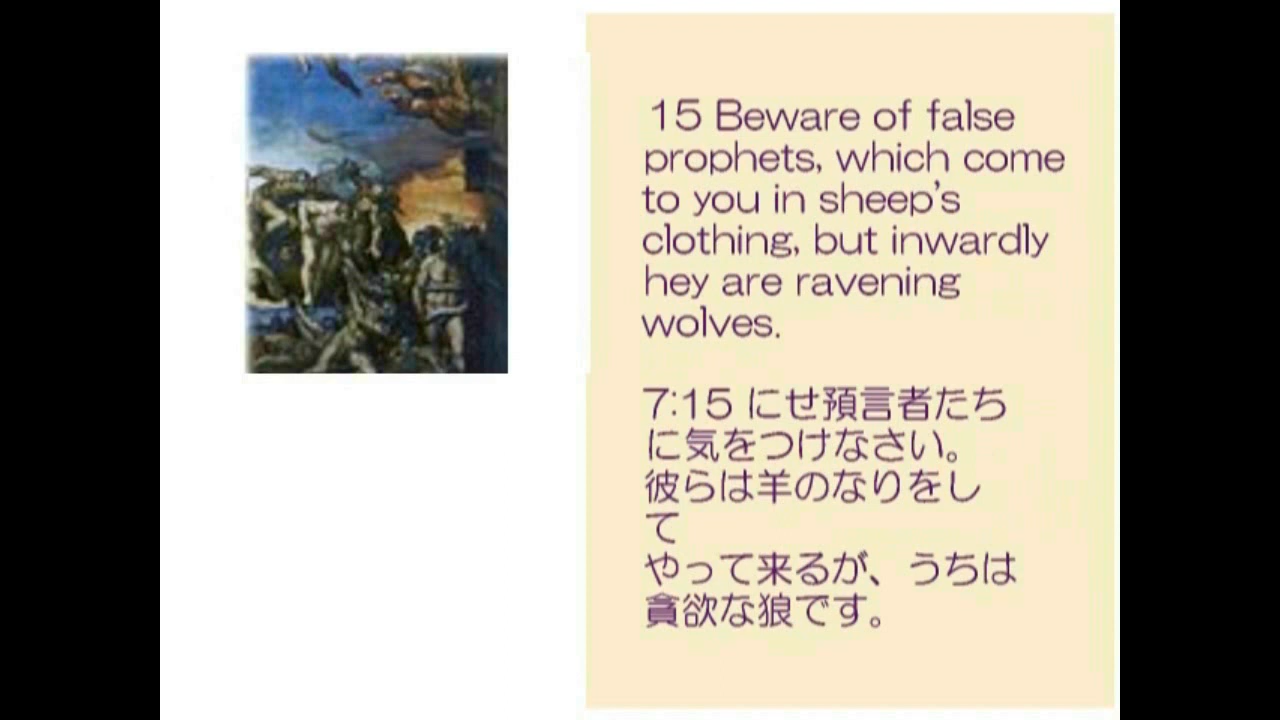 15 Beware of false
prophets, which come
to you in sheep's
clothing, but inwardly
hey are ravening
wolves.
7:15 にせ預言者たち
に気をつけなさい。
彼らは羊のなりをし
て
やって来るが、うちは
貪欲な狼です。